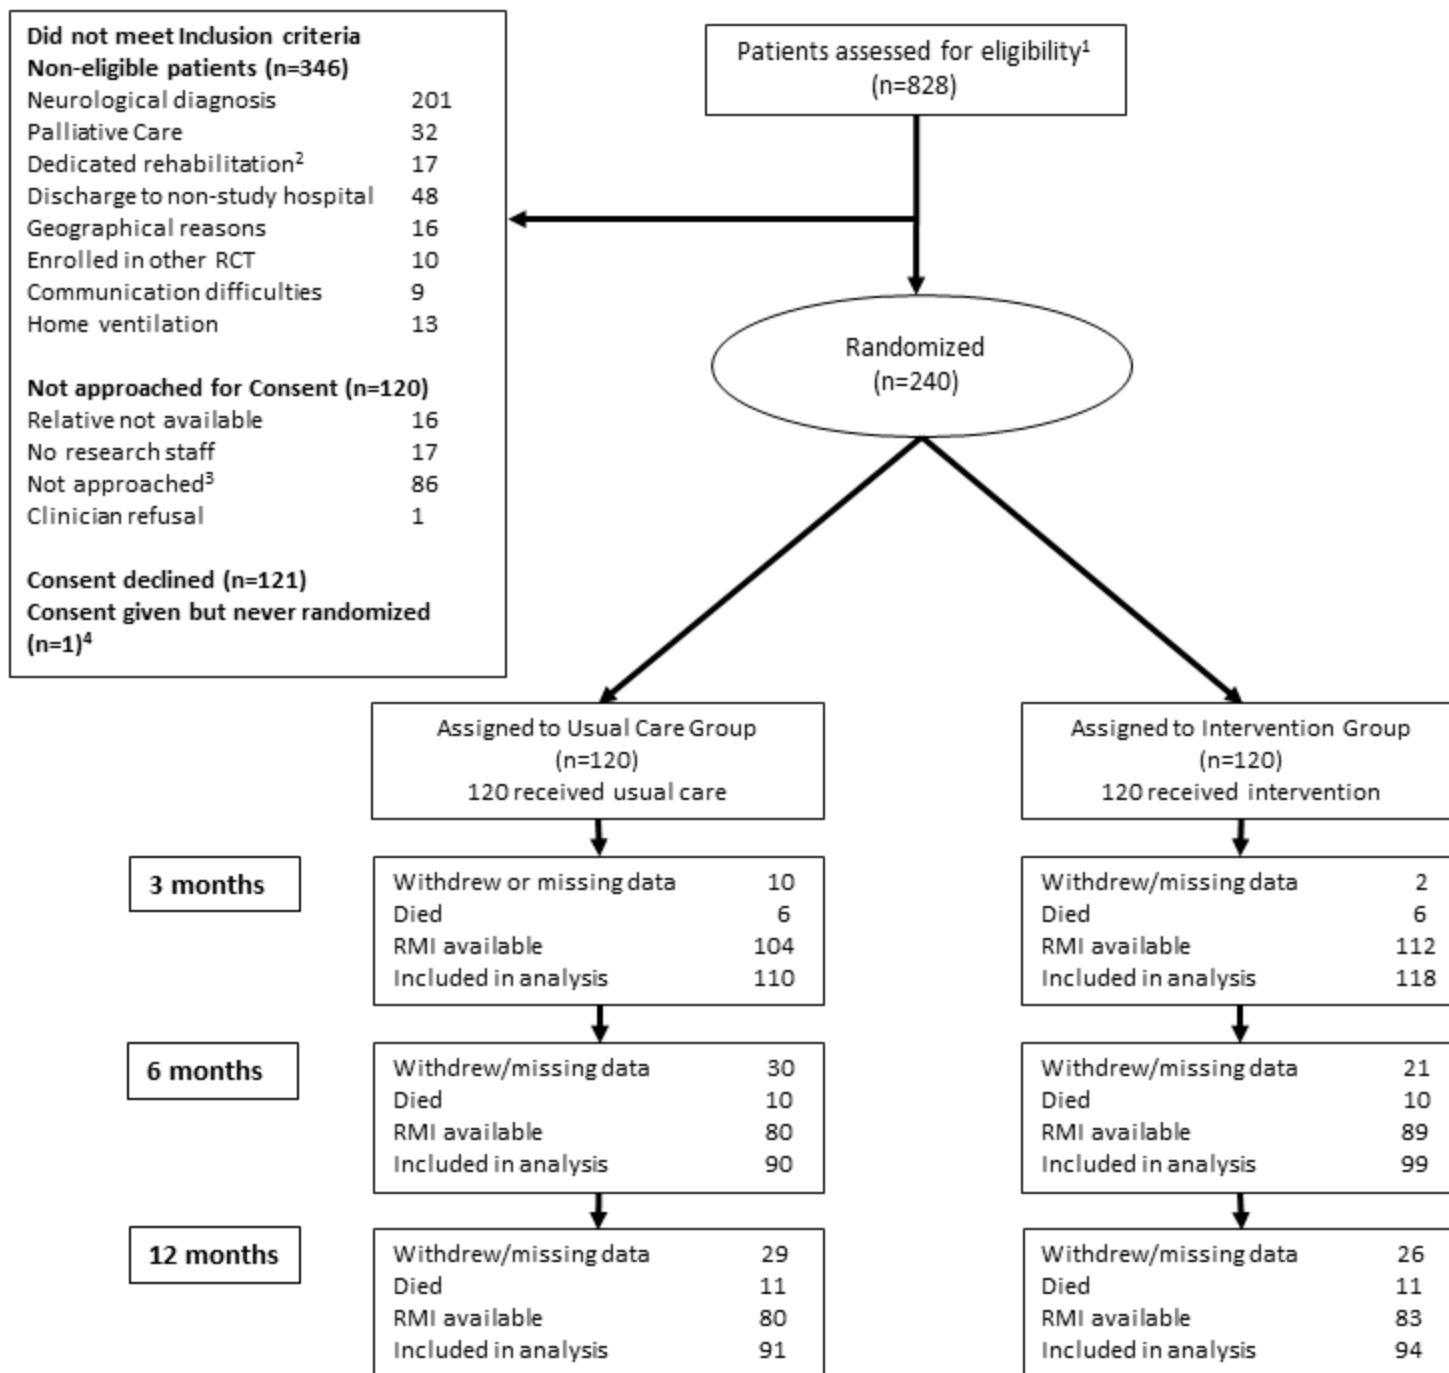 Did not meet Inclusion criteria
Non-eligible patients (n=346)
Neurological diagnosis 201
Palliative Care 32
Dedicated rehabilitation² 17
Discharge to non-study hospital 48
Geographical reasons 16
Enrolled in other RCT 10
Communication difficulties 9
Home ventilation 13
Not approached for Consent (n=120)
Relative not available 16
No research staff 17
Not approached³ 86
Clinician refusal 1
Consent declined (n=121)
Consent given but never randomized
(n=1)⁴
Patients assessed for eligibility¹
(n=828)
Randomized
(n=240)
Assigned to Usual Care Group
(n=120)
120 received usual care
Assigned to Intervention Group
(n=120)
120 received intervention
3 months
Withdrew or missing data 10
Died 6
RMI available 104
Included in analysis 110
Withdrew/missing data 2
Died 6
RMI available 112
Included in analysis 118
6 months
Withdrew/missing data 30
Died 10
RMI available 80
Included in analysis 90
Withdrew/missing data 21
Died 10
RMI available 89
Included in analysis 99
12 months
Withdrew/missing data 29
Died 11
RMI available 80
Included in analysis 91
Withdrew/missing data 26
Died 11
RMI available 83
Included in analysis 94